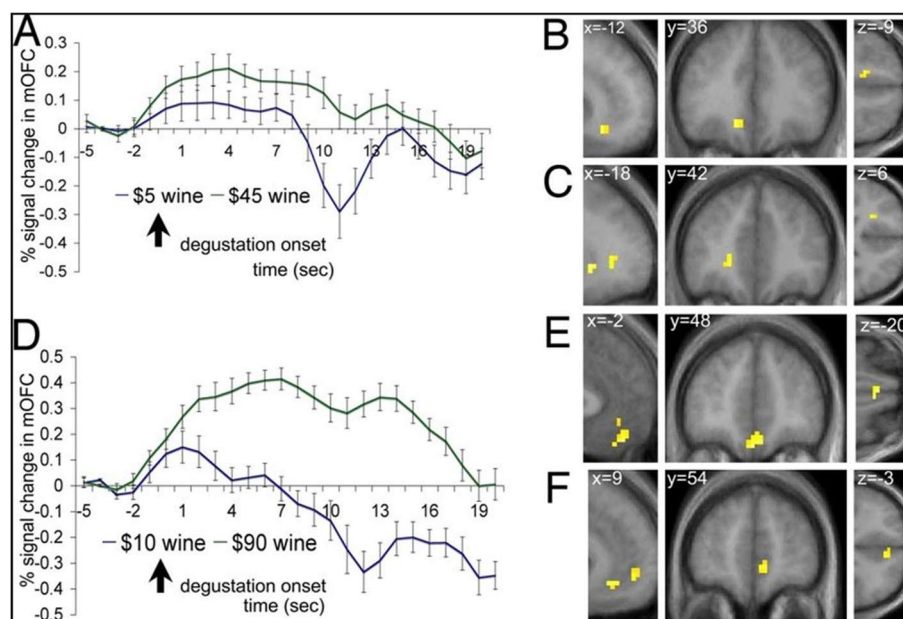 A
% signal change in mOFC
0.3
0.2
0.1
0
-0.1
-0.2
-0.3
-0.4
-0.5
-5 -2 1 4 7 10 13 16 19
$5 wine $45 wine
degustation onset
time (sec)
B
x=-12 y=36 z=-9
C
x=-18 y=42 z=6
D
% signal change in mOFC
0.5
0.4
0.3
0.2
0.1
0
-0.1
-0.2
-0.3
-0.4
-0.5
-5 -2 1 4 7 10 13 16 19
$10 wine $90 wine
degustation onset
time (sec)
E
x=-2 y=48 z=-20
F
x=9 y=54 z=-3